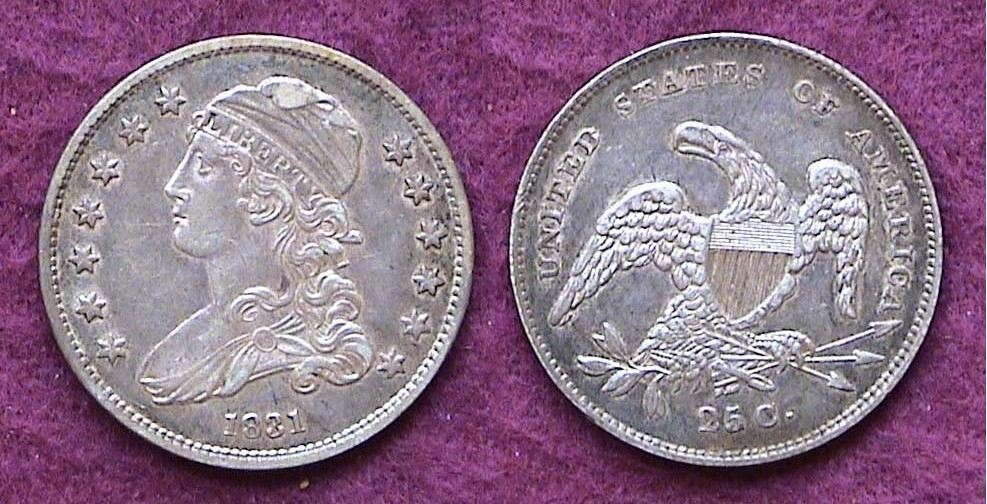 LIBERTY
1831
UNITED STATES OF AMERICA
25 C.